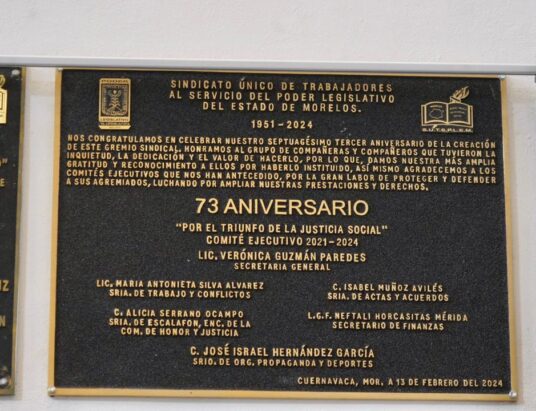 SINDICATO ÚNICO DE TRABAJADORES
AL SERVICIO DEL PODER LEGISLATIVO
DEL ESTADO DE MORELOS.
1951-2024
PODER
LEGISLATIVO
S.U.T.S.P.L.E.M.
NOS CONGRATULAMOS EN CELEBRAR NUESTRO SEPTUAGÉSIMO TERCER ANIVERSARIO DE LA CREACIÓN
DE ESTE GREMIO SINDICAL. HONRAMOS AL GRUPO DE COMPAÑERAS Y COMPAÑEROS QUE TUVIERON LA
INQUIETUD, LA DEDICACIÓN Y EL VALOR DE HACERLO, POR LO QUE, DAMOS NUESTRA MÁS AMPLIA
GRATITUD Y RECONOCIMIENTO A ELLOS POR HABERLO INSTITUIDO, ASÍ MISMO AGRADECEMOS A LOS
COMITÉS EJECUTIVOS QUE NOS HAN ANTECEDIDO, POR LA GRAN LABOR DE PROTEGER Y DEFENDER
A SUS AGREMIADOS, LUCHANDO POR AMPLIAR NUESTRAS PRESTACIONES Y DERECHOS.
73 ANIVERSARIO
"POR EL TRIUNFO DE LA JUSTICIA SOCIAL"
COMITÉ EJECUTIVO 2021-2024
LIC. VERÓNICA GUZMÁN PAREDES
SECRETARIA GENERAL
LIC. MARIA ANTONIETA SILVA ALVAREZ
SRIA. DE TRABAJO Y CONFLICTOS
C. ISABEL MUÑOZ AVILÉS
SRIA. DE ACTAS Y ACUERDOS
C. ALICIA SERRANO OCAMPO
SRIA. DE ESCALAFON, ENC. DE LA
COM. DE HONOR Y JUSTICIA
L.G.F. NEFTALI HORCASITAS MÉRIDA
SECRETARIO DE FINANZAS
C. JOSÉ ISRAEL HERNÁNDEZ GARCÍA
SRIO. DE ORG. PROPAGANDA Y DEPORTES
CUERNAVACA, MOR. A 13 DE FEBRERO DEL 2024